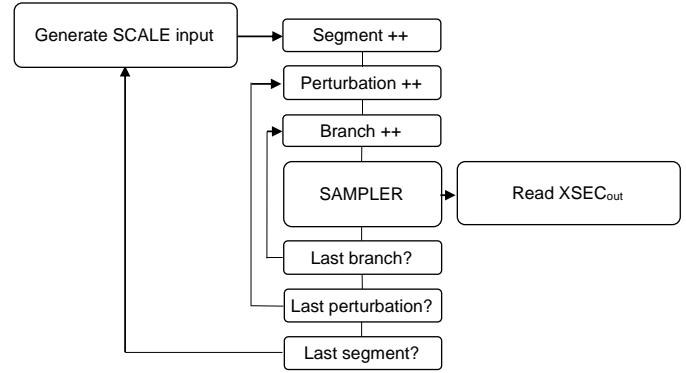 Generate SCALE input
Segment ++
Perturbation ++
Branch ++
SAMPLER
Read XSECout
Last branch?
Last perturbation?
Last segment?